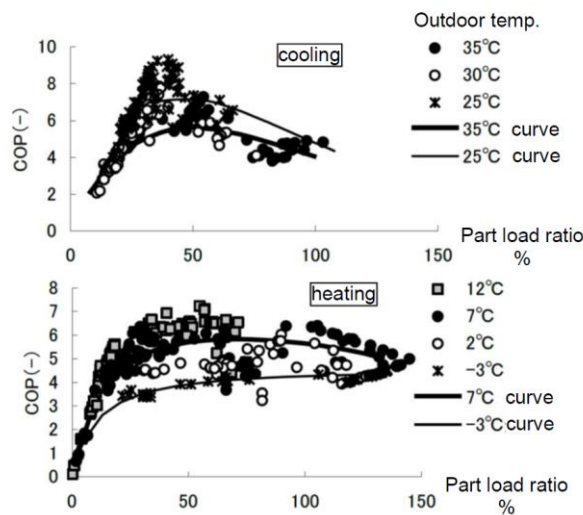 Outdoor temp.
cooling
35℃
30℃
25℃
35℃ curve
25℃ curve
COP(-)
10
8
6
4
2
0
0 50 100 150
Part load ratio
%
heating
12℃
7℃
2℃
-3℃
7℃ curve
-3℃ curve
COP(-)
8
7
6
5
4
3
2
1
0
0 50 100 150
Part load ratio
%